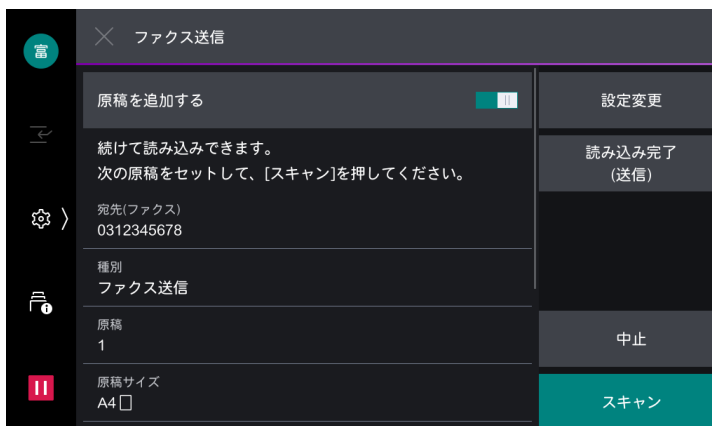 富
ファクス送信
原稿を追加する
続けて読み込みできます。
次の原稿をセットして、[スキャン]を押してください。
宛先(ファクス)
0312345678
種別
ファクス送信
原稿
1
原稿サイズ
A4
設定変更
読み込み完了
(送信)
中止
スキャン